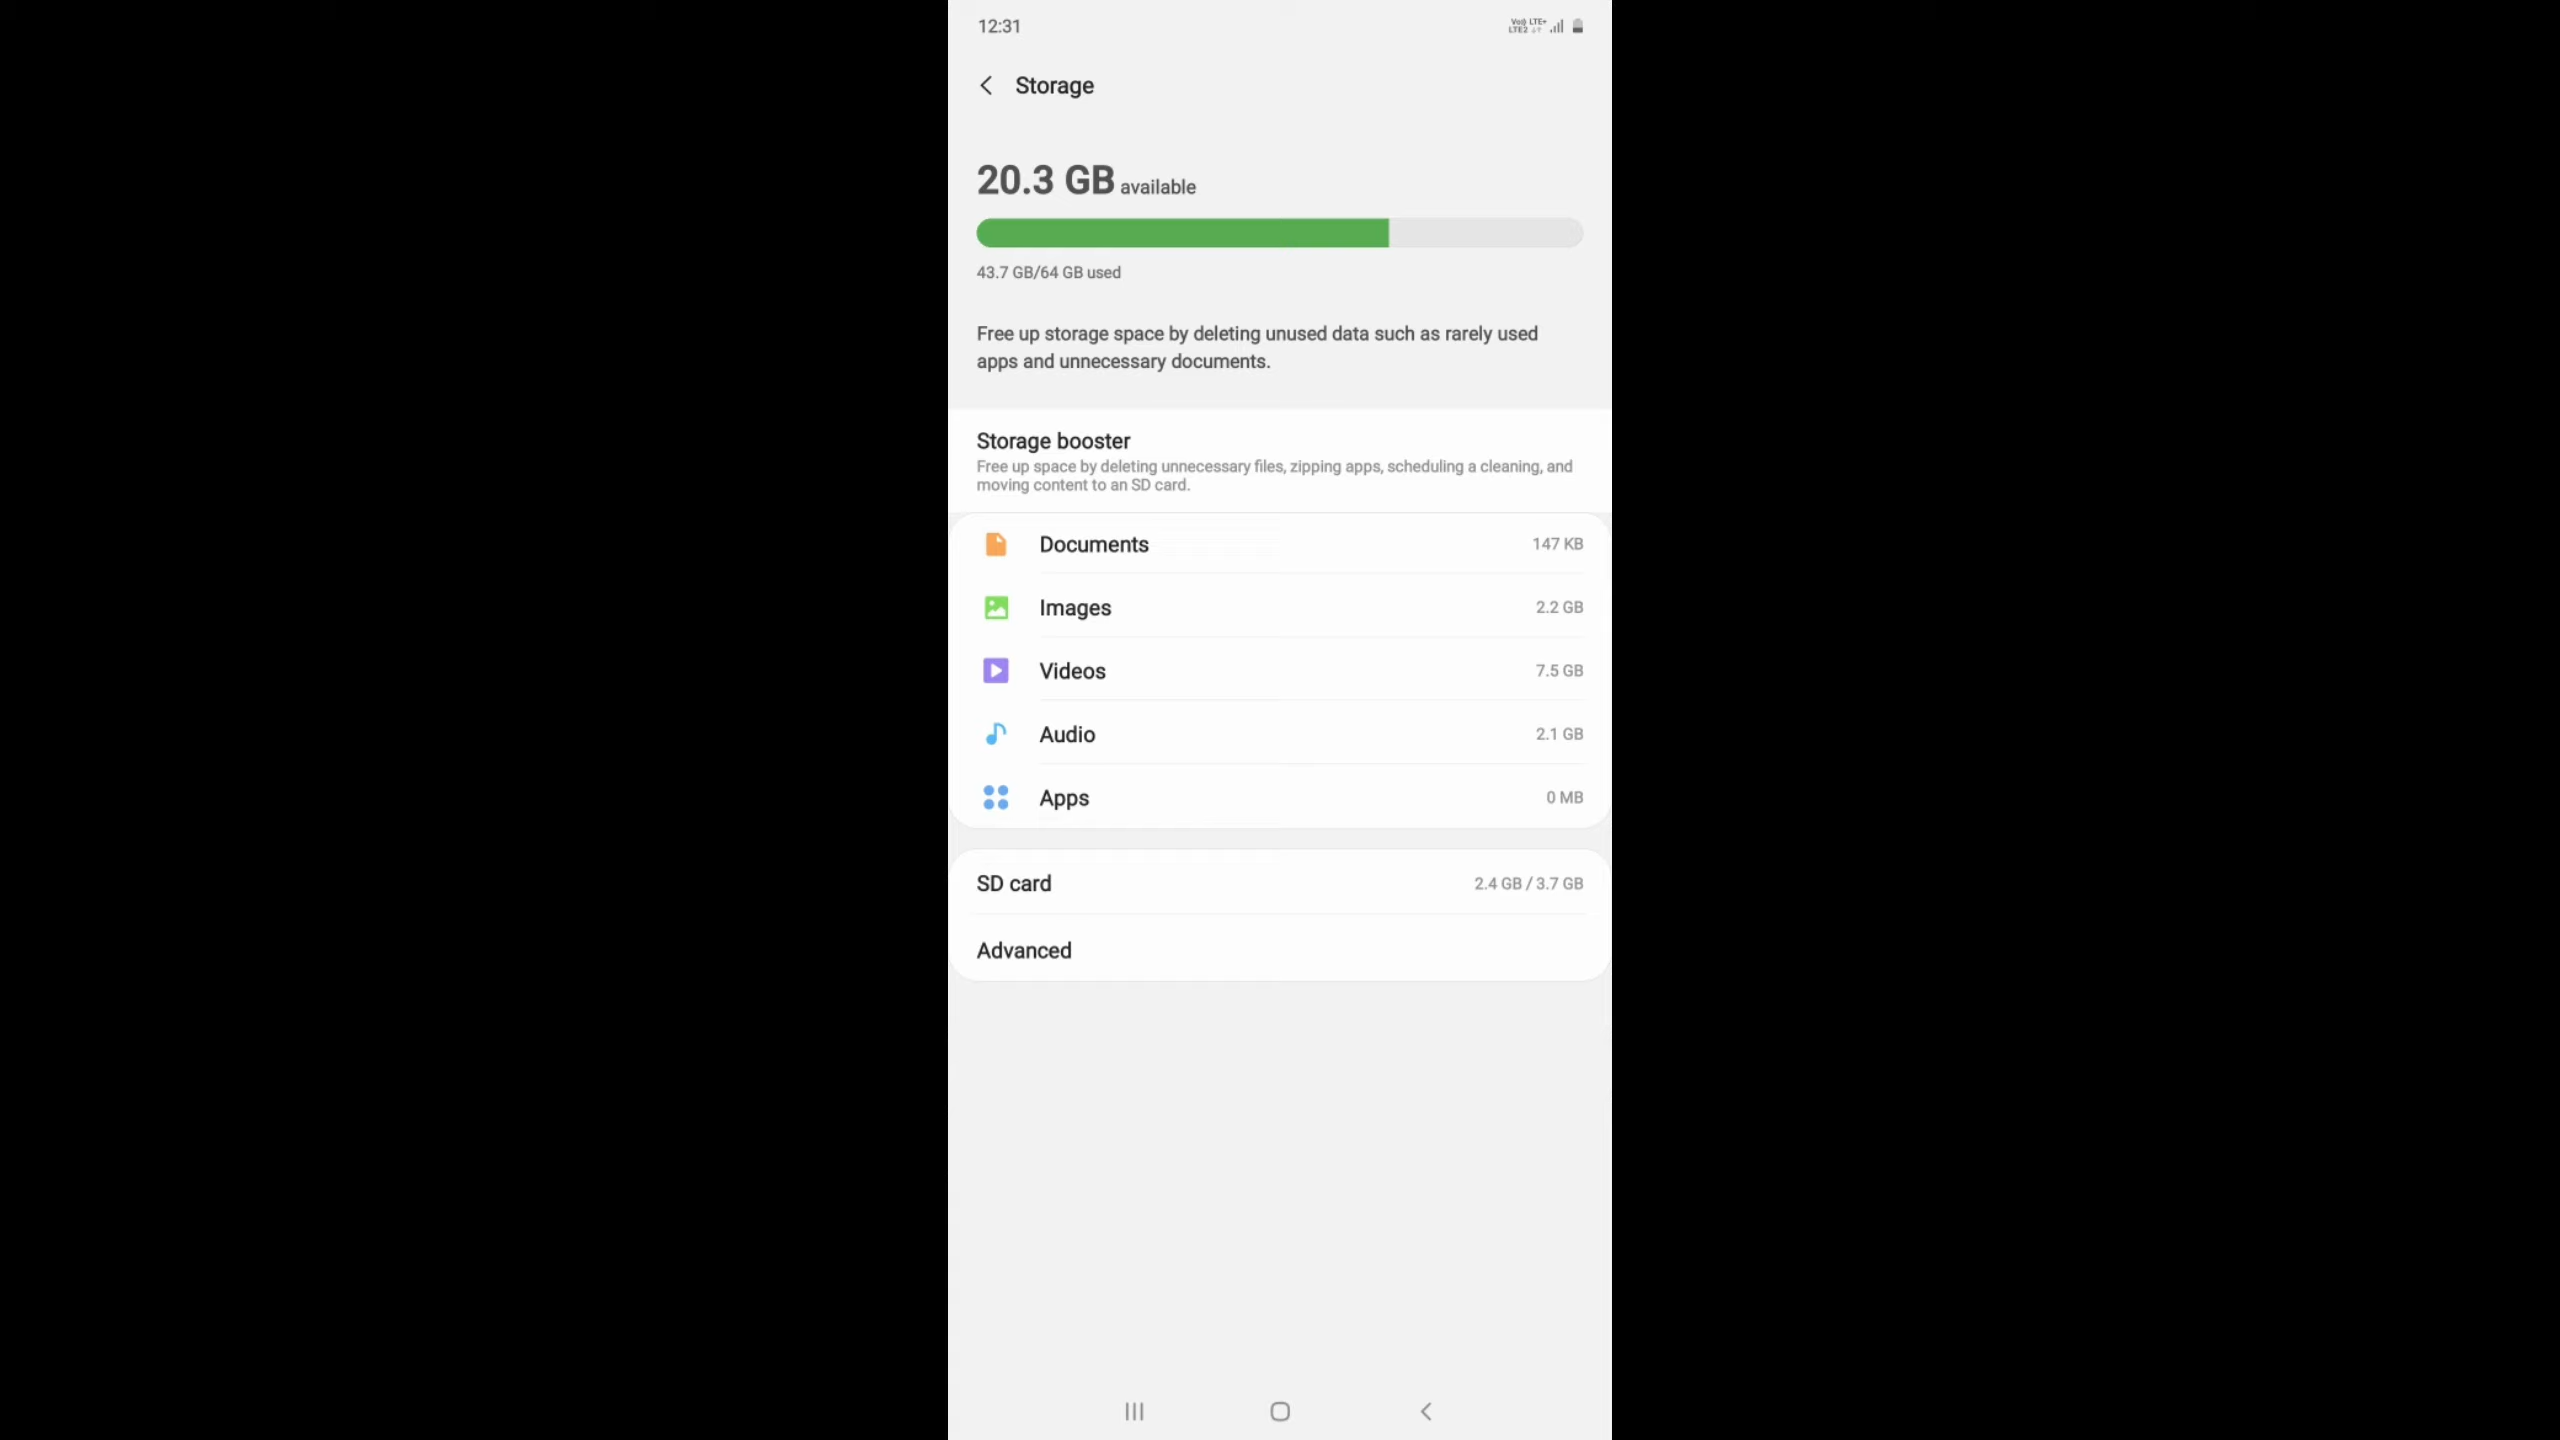 12:31
Vo)) LTE+
LTE2
Storage
20.3 GB available
43.7 GB/64 GB used
Free up storage space by deleting unused data such as rarely used
apps and unnecessary documents.
Storage booster
Free up space by deleting unnecessary files, zipping apps, scheduling a cleaning, and
moving content to an SD card.
Documents 147 KB
Images 2.2 GB
Videos 7.5 GB
Audio 2.1 GB
Apps 0 MB
SD card 2.4 GB / 3.7 GB
Advanced